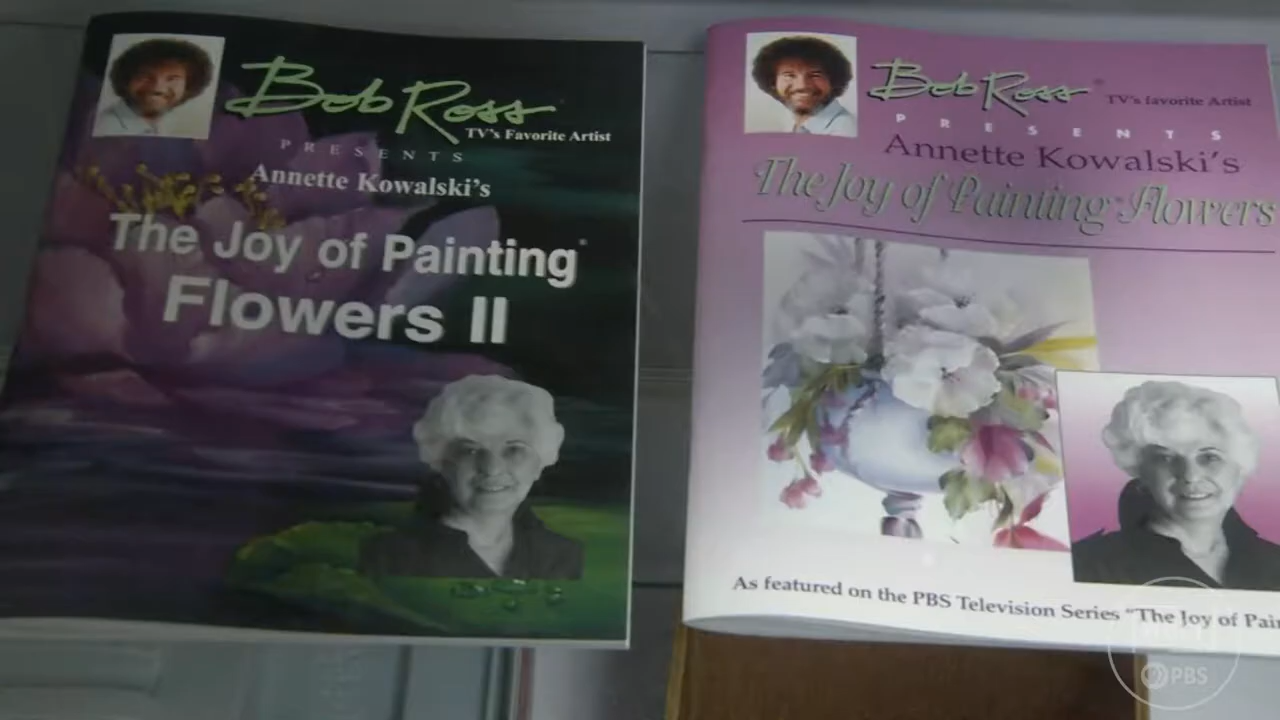 Bob Ross
TV's Favorite Artist
PRESENTS
Annette Kowalski's
The Joy of Painting
Flowers II
Bob Ross® TV's favorite Artist
PRESENTS
Annette Kowalski's
The Joy of Painting Flowers
As featured on the PBS Television Series "The Joy of Pai
PBS